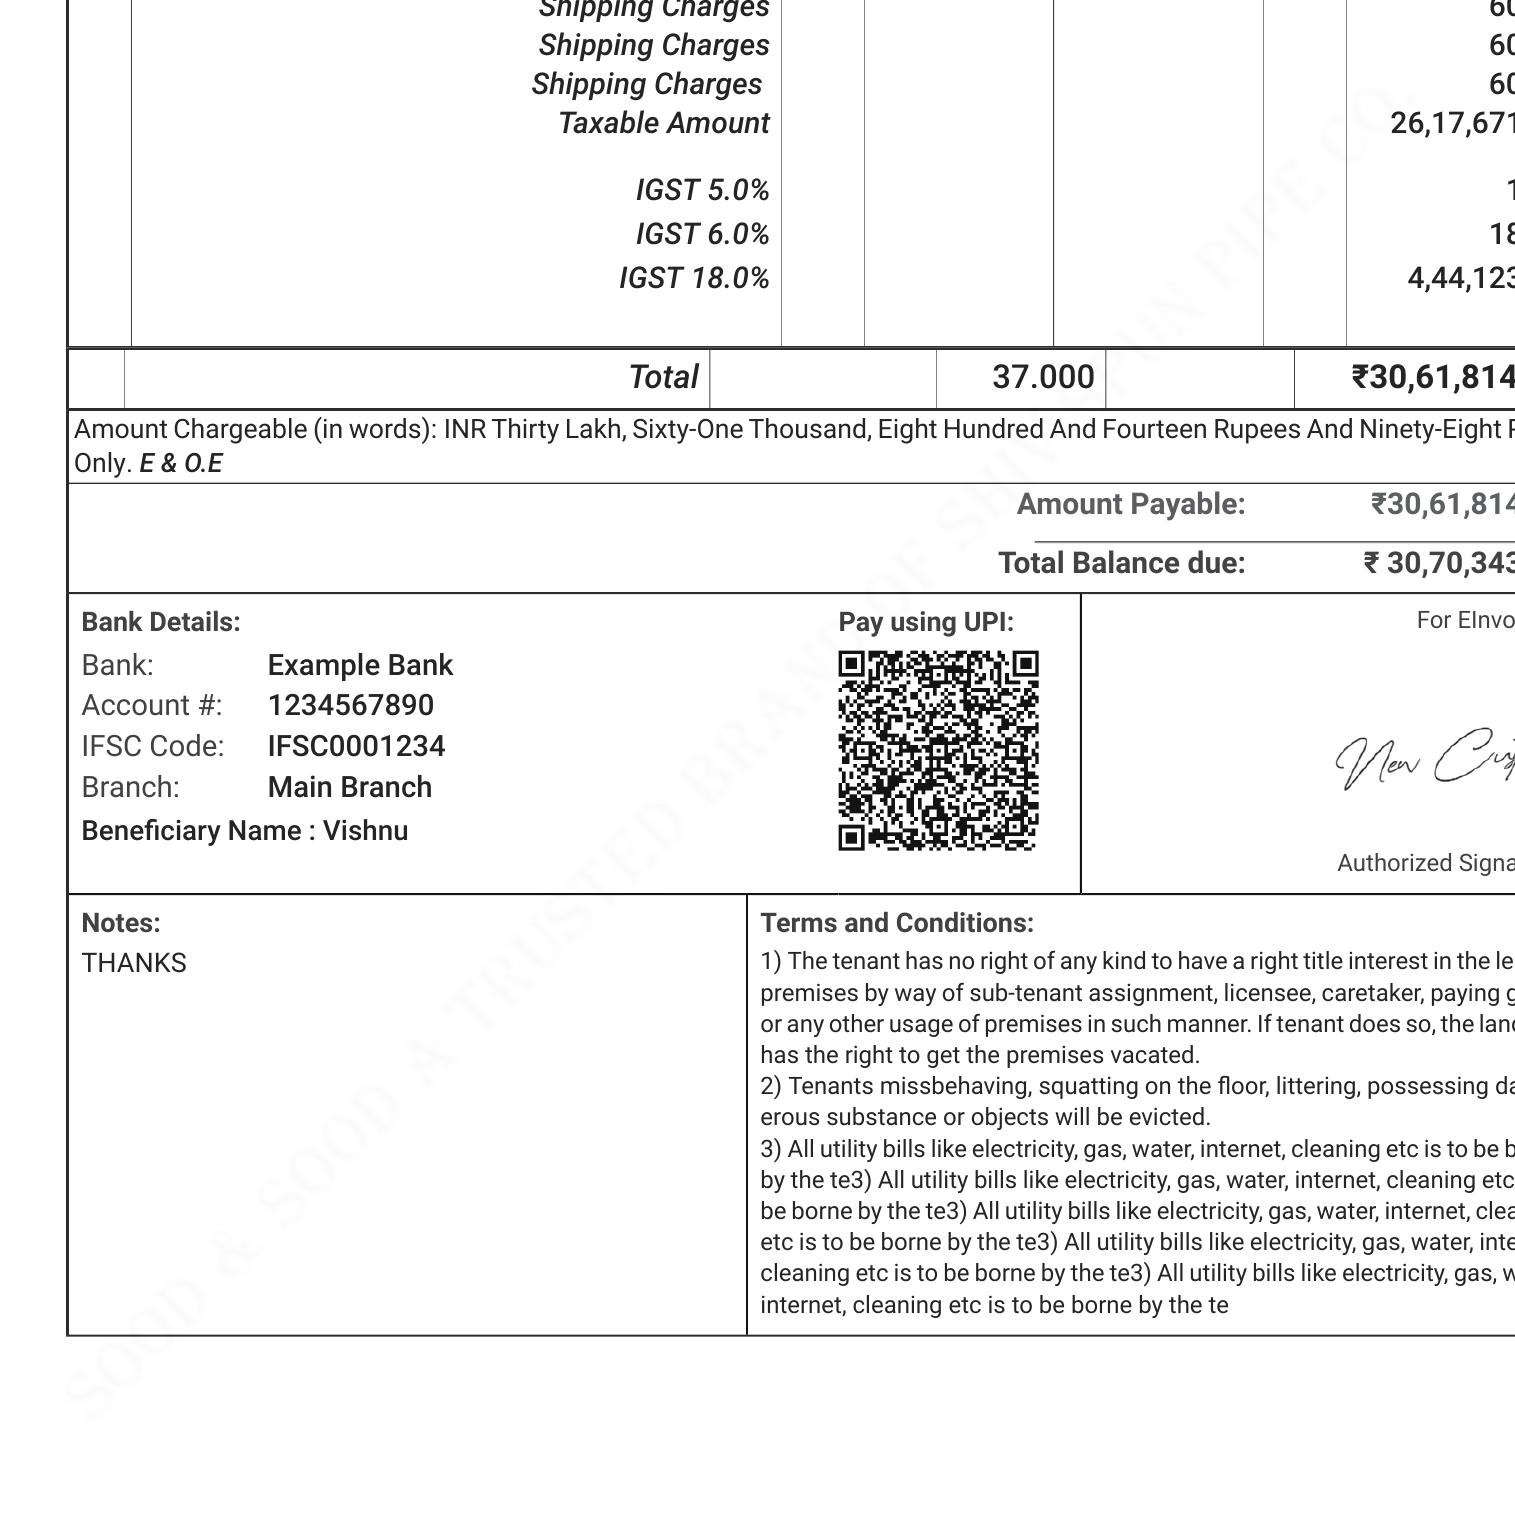 Shipping Charges 60
Shipping Charges 60
Shipping Charges 60
Taxable Amount 26,17,671
IGST 5.0% 1
IGST 6.0% 18
IGST 18.0% 4,44,123
Total 37.000 ₹30,61,814
Amount Chargeable (in words): INR Thirty Lakh, Sixty-One Thousand, Eight Hundred And Fourteen Rupees And Ninety-Eight P
Only. E & O.E
Amount Payable: ₹30,61,814
Total Balance due: ₹ 30,70,343
Bank Details:
Bank: Example Bank
Account #: 1234567890
IFSC Code: IFSC0001234
Branch: Main Branch
Beneficiary Name : Vishnu
Pay using UPI:
For EInvo
New
Authorized Signa
Notes:
THANKS
Terms and Conditions:
1) The tenant has no right of any kind to have a right title interest in the le
premises by way of sub-tenant assignment, licensee, caretaker, paying g
or any other usage of premises in such manner. If tenant does so, the land
has the right to get the premises vacated.
2) Tenants missbehaving, squatting on the floor, littering, possessing da
erous substance or objects will be evicted.
3) All utility bills like electricity, gas, water, internet, cleaning etc is to be b
by the te3) All utility bills like electricity, gas, water, internet, cleaning etc
be borne by the te3) All utility bills like electricity, gas, water, internet, clea
etc is to be borne by the te3) All utility bills like electricity, gas, water, inte
cleaning etc is to be borne by the te3) All utility bills like electricity, gas, w
internet, cleaning etc is to be borne by the te
SOOD & SOOD A TRUSTED BRAND OF SHIV SPUN PIPE CO.